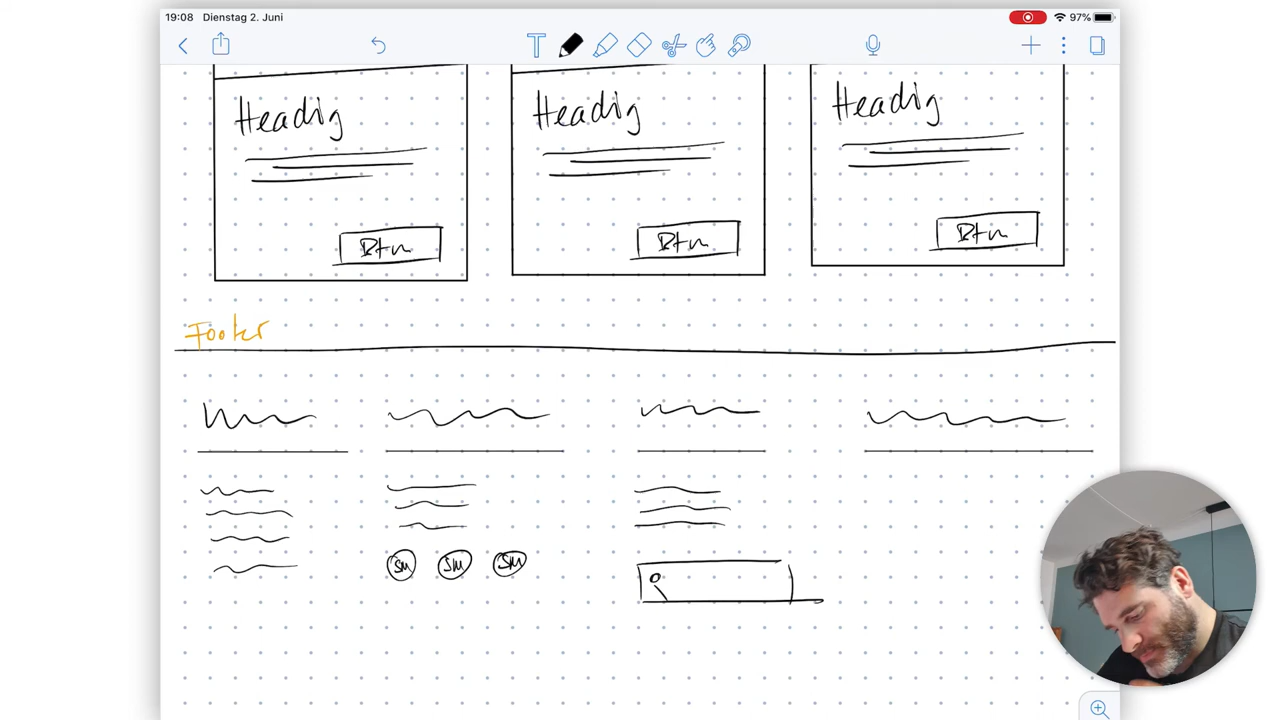 19:08 Dienstag 2. Juni 97%
T
Headig Headig Headig
Btn Btn Btn
Footer
SM SM SM